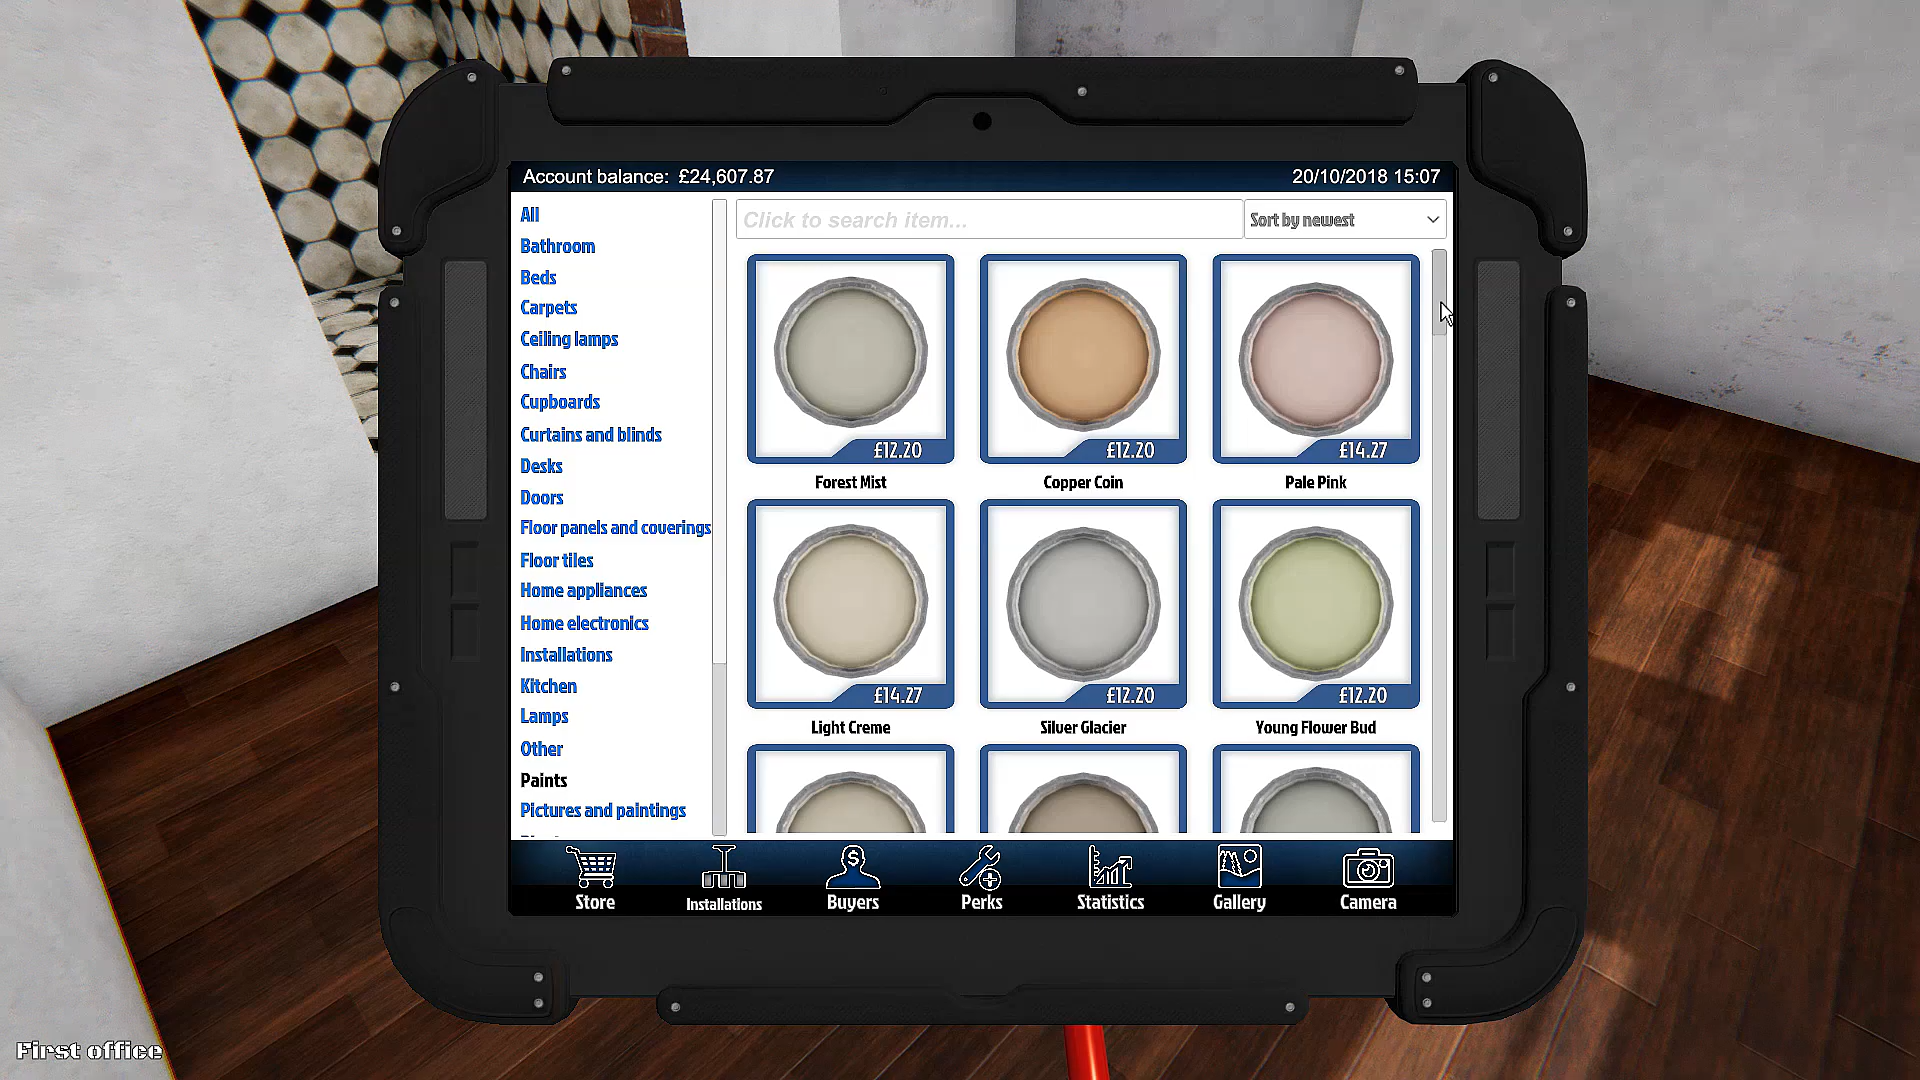 Account balance: £24,607.87
20/10/2018 15:07
All
Bathroom
Beds
Carpets
Ceiling lamps
Chairs
Cupboards
Curtains and blinds
Desks
Doors
Floor panels and coverings
Floor tiles
Home appliances
Home electronics
Installations
Kitchen
Lamps
Other
Paints
Pictures and paintings
Click to search item...
Sort by newest
£12.20
£12.20
£14.27
Forest Mist
Copper Coin
Pale Pink
£14.27
£12.20
£12.20
Light Creme
Silver Glacier
Young Flower Bud
Store
Installations
Buyers
Perks
Statistics
Gallery
Camera
First office